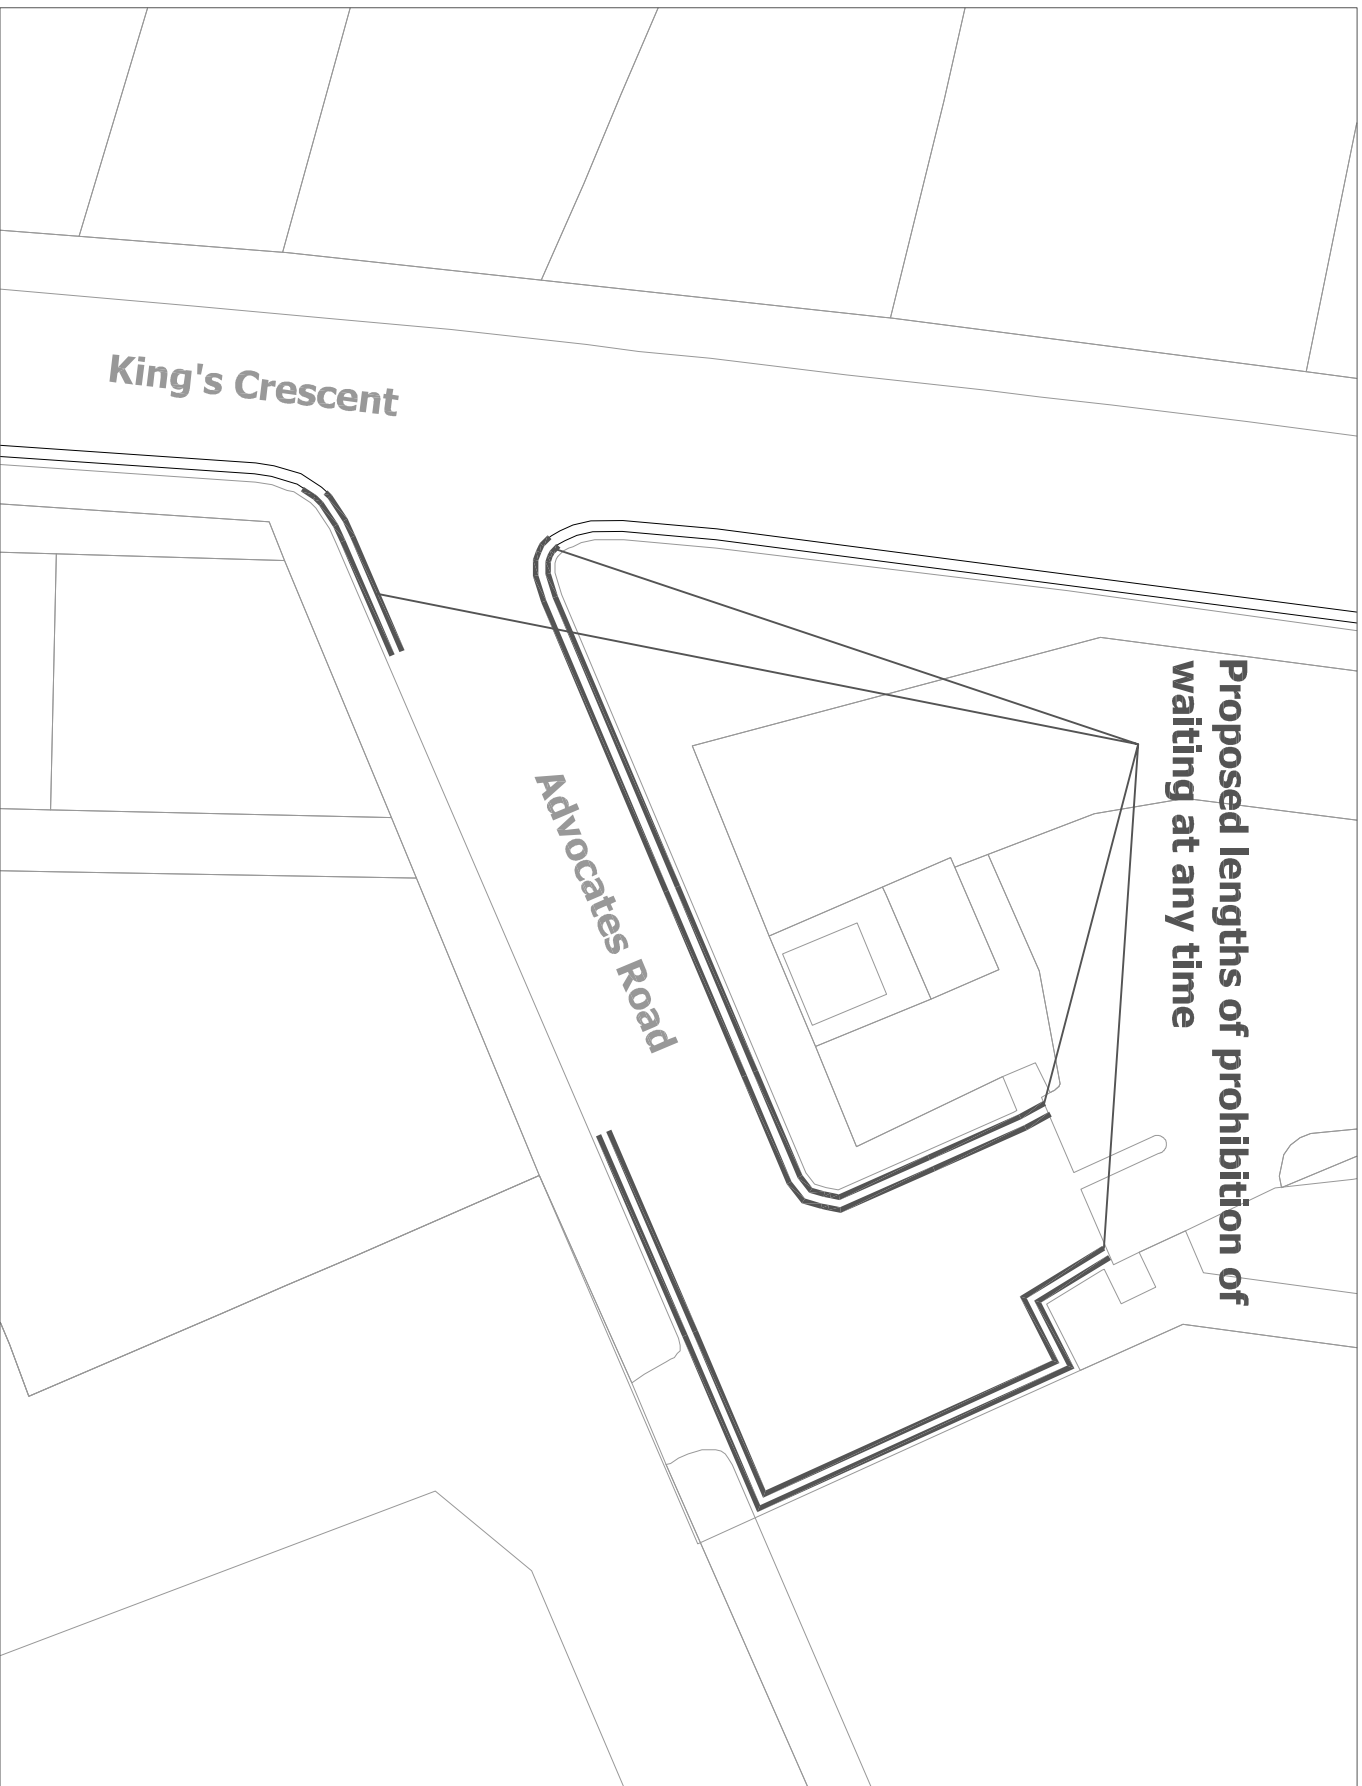 King's Crescent
Advocates Road
Proposed lengths of prohibition of
waiting at any time